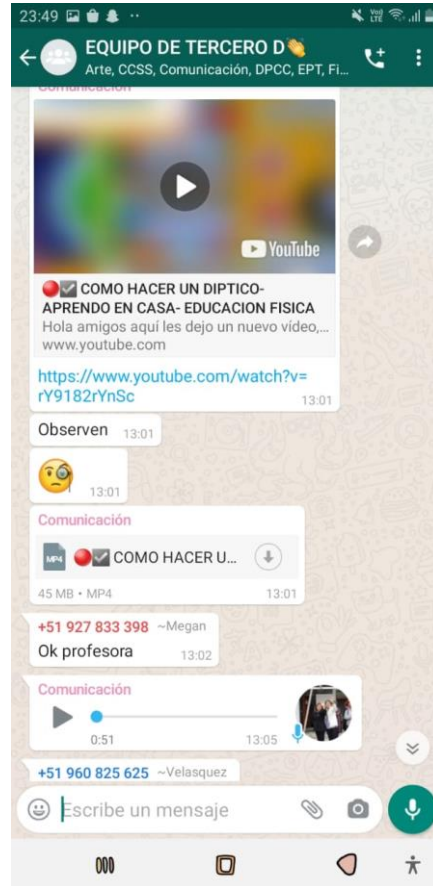 23:49
EQUIPO DE TERCERO D
Arte, CCSS, Comunicación, DPCC, EPT, Fi...
Comunicación
YouTube
COMO HACER UN DIPTICO-
APRENDO EN CASA- EDUCACION FISICA
Hola amigos aquí les dejo un nuevo vídeo,...
www.youtube.com
https://www.youtube.com/watch?v=
rY9182rYnSc
13:01
Observen 13:01
13:01
Comunicación
MP4 COMO HACER U...
45 MB • MP4 13:01
+51 927 833 398 ~Megan
Ok profesora 13:02
Comunicación
0:51 13:05
+51 960 825 625 ~Velasquez
Escribe un mensaje